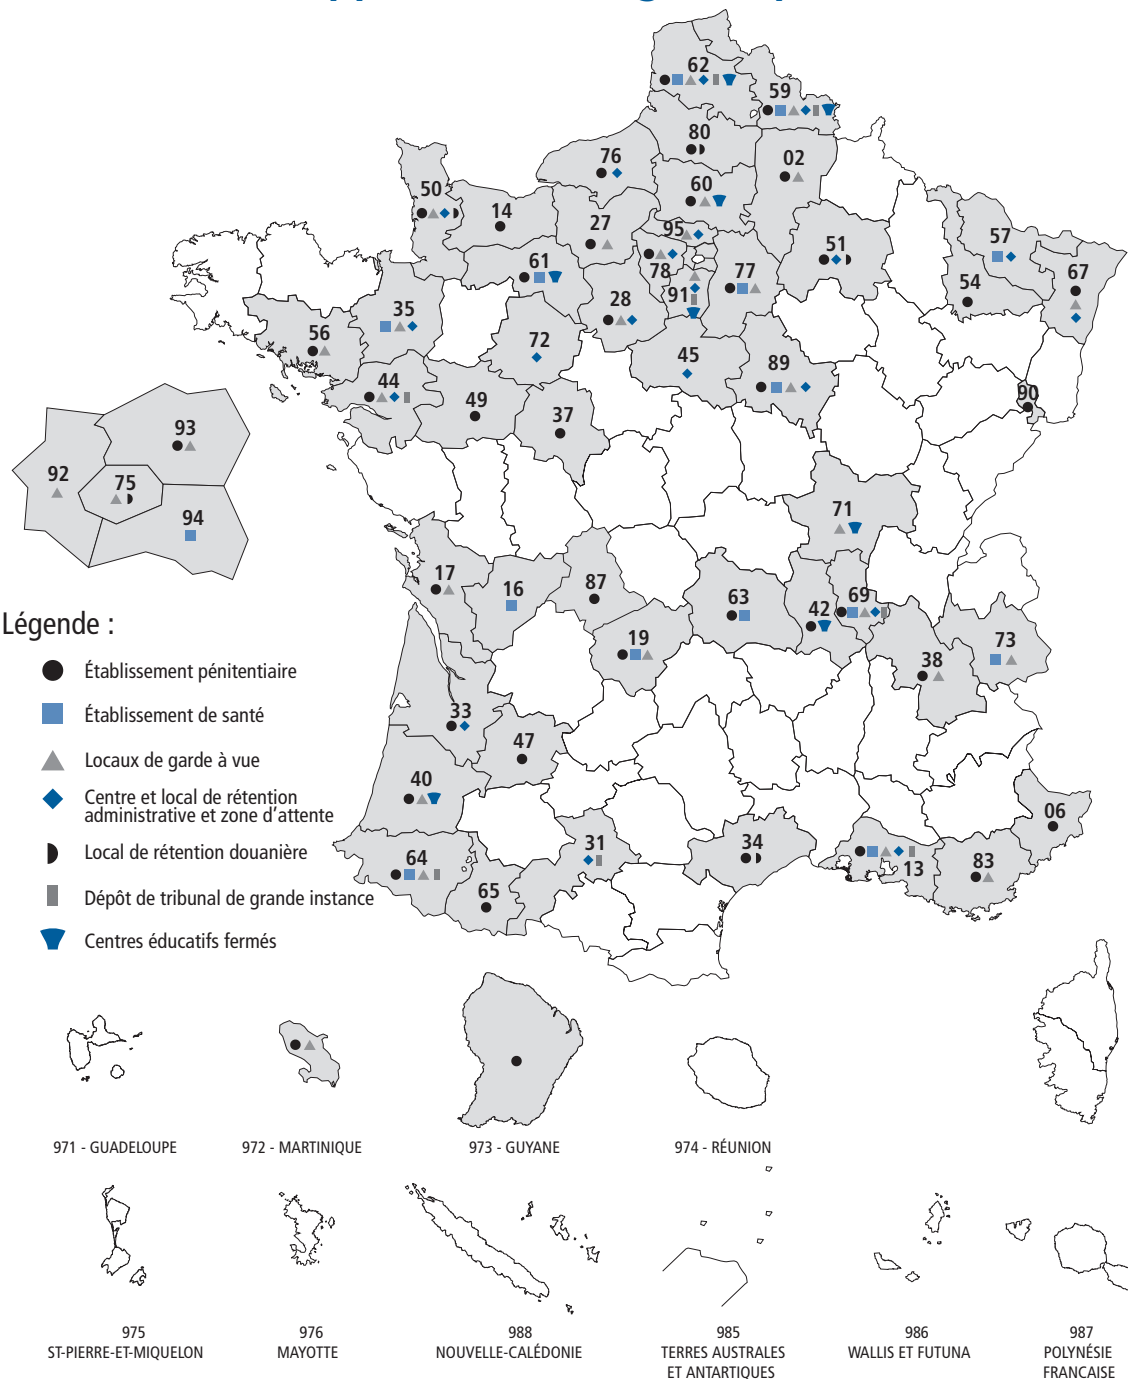 62
59
80
02
76
60
50
14
27
95
51
57
61
78
77
67
54
91
28
35
56
72
45
89
44
49
37
90
93
92
75
94
71
17
16
87
63
42
69
19
73
38
33
47
40
06
31
34
64
13
83
65
Légende :
Établissement pénitentiaire
Établissement de santé
Locaux de garde à vue
Centre et local de rétention
administrative et zone d'attente
Local de rétention douanière
Dépôt de tribunal de grande instance
Centres éducatifs fermés
971 - GUADELOUPE
972 - MARTINIQUE
973 - GUYANE
974 - RÉUNION
975
ST-PIERRE-ET-MIQUELON
976
MAYOTTE
988
NOUVELLE-CALÉDONIE
985
TERRES AUSTRALES
ET ANTARTIQUES
986
WALLIS ET FUTUNA
987
POLYNÉSIE
FRANCAISE